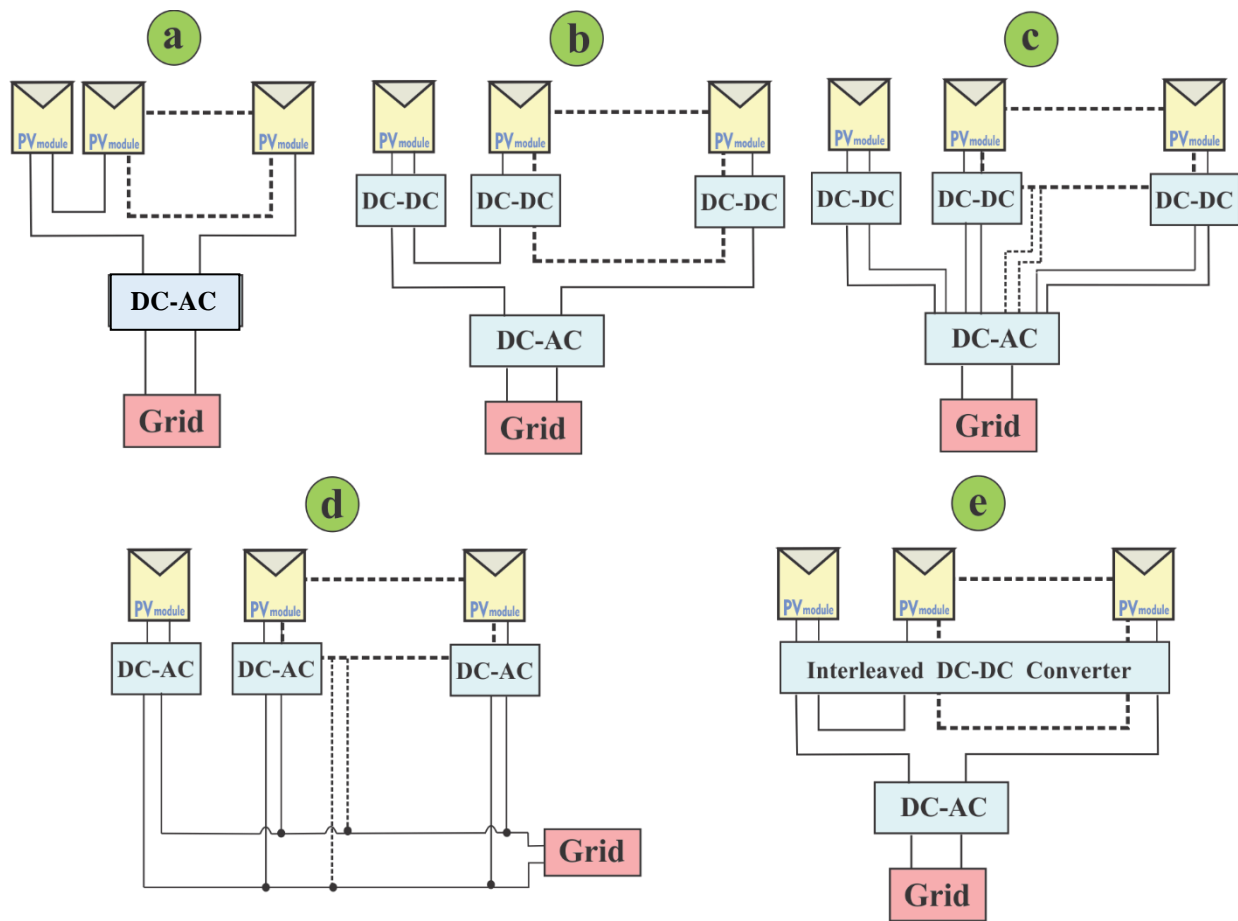 a
b
c
PV module PV module PV module
PV module PV module PV module
PV module PV module PV module
DC-DC DC-DC DC-DC
DC-DC DC-DC DC-DC
DC-AC
DC-AC
DC-AC
Grid
Grid
Grid
d
e
PV module PV module PV module
PV module PV module PV module
DC-AC DC-AC DC-AC
Interleaved DC-DC Converter
DC-AC
Grid
Grid